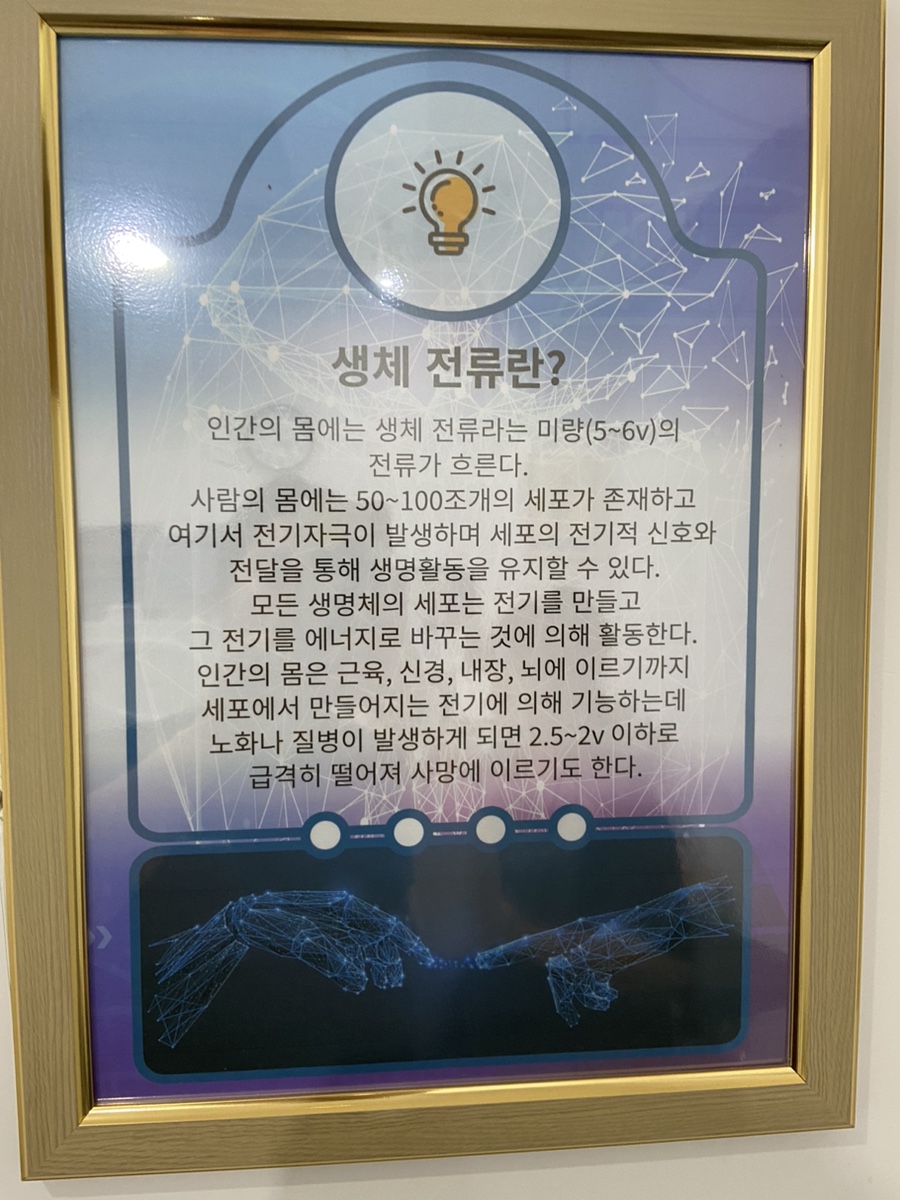 생체 전류란?
인간의 몸에는 생체 전류라는 미량(5~6v)의
전류가 흐른다.
사람의 몸에는 50~100조개의 세포가 존재하고
여기서 전기자극이 발생하며 세포의 전기적 신호와
전달을 통해 생명활동을 유지할 수 있다.
모든 생명체의 세포는 전기를 만들고
그 전기를 에너지로 바꾸는 것에 의해 활동한다.
인간의 몸은 근육, 신경, 내장, 뇌에 이르기까지
세포에서 만들어지는 전기에 의해 기능하는데
노화나 질병이 발생하게 되면 2.5~2v 이하로
급격히 떨어져 사망에 이르기도 한다.